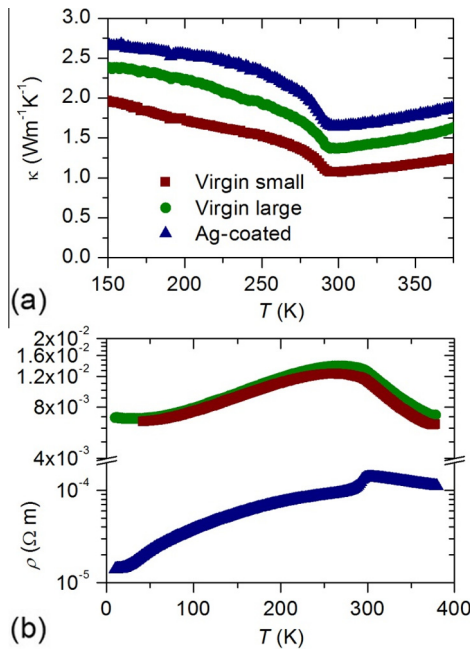 3.0
2.5
2.0
1.5
1.0
0.5
0.0
κ (Wm⁻¹K⁻¹)
Virgin small
Virgin large
Ag-coated
150 200 250 300 350
(a)
T (K)
2x10⁻²
1.6x10⁻²
1.2x10⁻²
8x10⁻³
4x10⁻³
10⁻⁴
10⁻⁵
ρ (Ω m)
0 100 200 300 400
(b)
T (K)